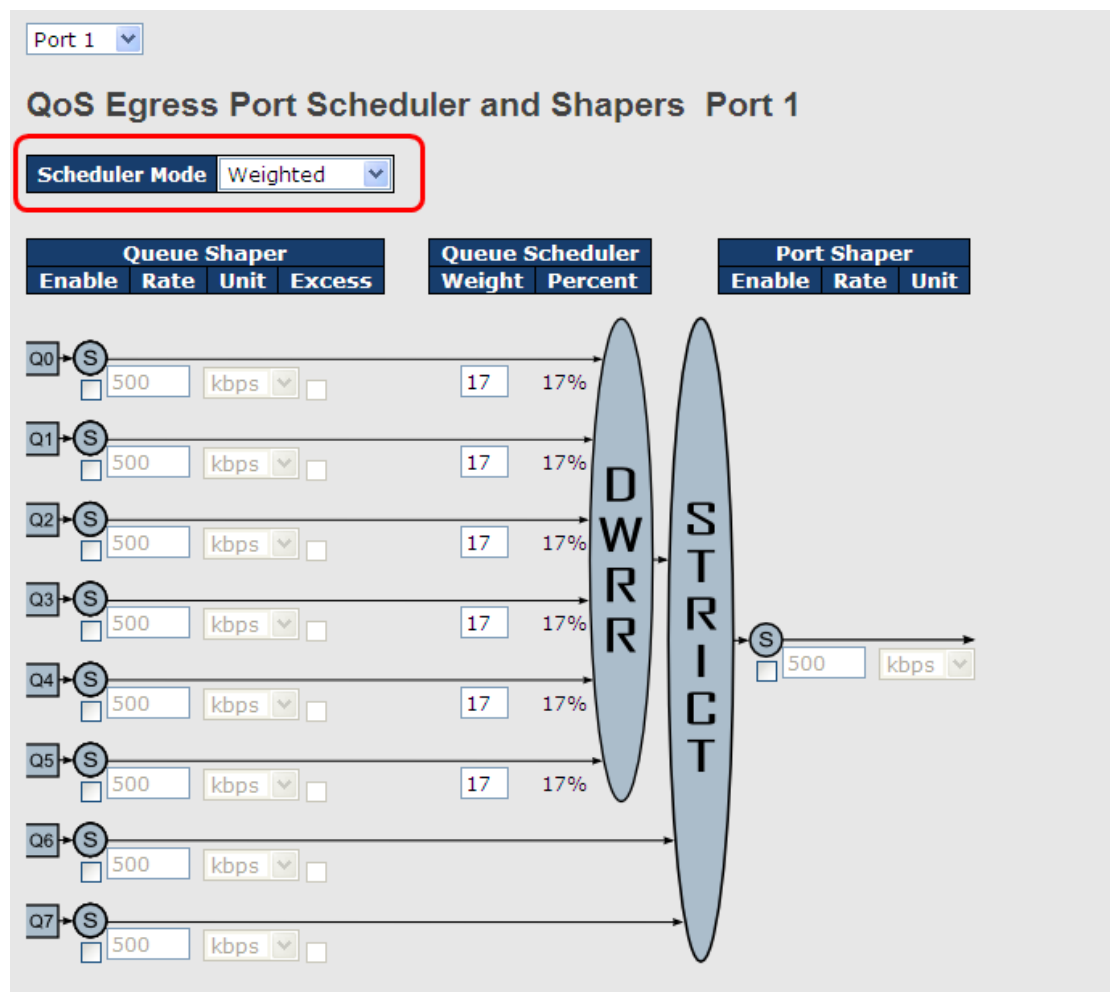 Port 1
QoS Egress Port Scheduler and Shapers Port 1
Scheduler Mode Weighted
Queue Shaper Queue Scheduler Port Shaper
Enable Rate Unit Excess Weight Percent Enable Rate Unit
Q0 S
500 kbps 17 17%
Q1 S
500 kbps 17 17%
Q2 S
500 kbps 17 17%
Q3 S
500 kbps 17 17%
Q4 S
500 kbps 17 17%
Q5 S
500 kbps 17 17%
Q6 S
500 kbps
Q7 S
500 kbps
DWRR
STRICT
S
500 kbps